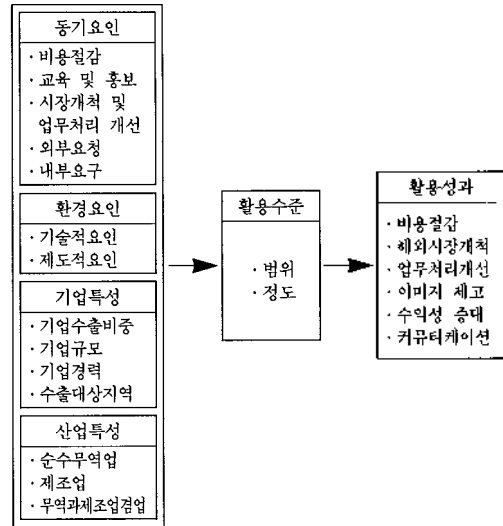 동기요인
· 비용절감
· 교육 및 홍보
· 시장개척 및
업무처리 개선
· 외부요청
· 내부요구
환경요인
· 기술적요인
· 제도적요인
기업특성
· 기업수출비중
· 기업규모
· 기업경력
· 수출대상지역
산업특성
· 순수무역업
· 제조업
· 무역과제조업겸업
활용수준
· 범위
· 정도
활용성과
· 비용절감
· 해외시장개척
· 업무처리개선
· 이미지 제고
· 수익성 증대
· 커뮤티케이션